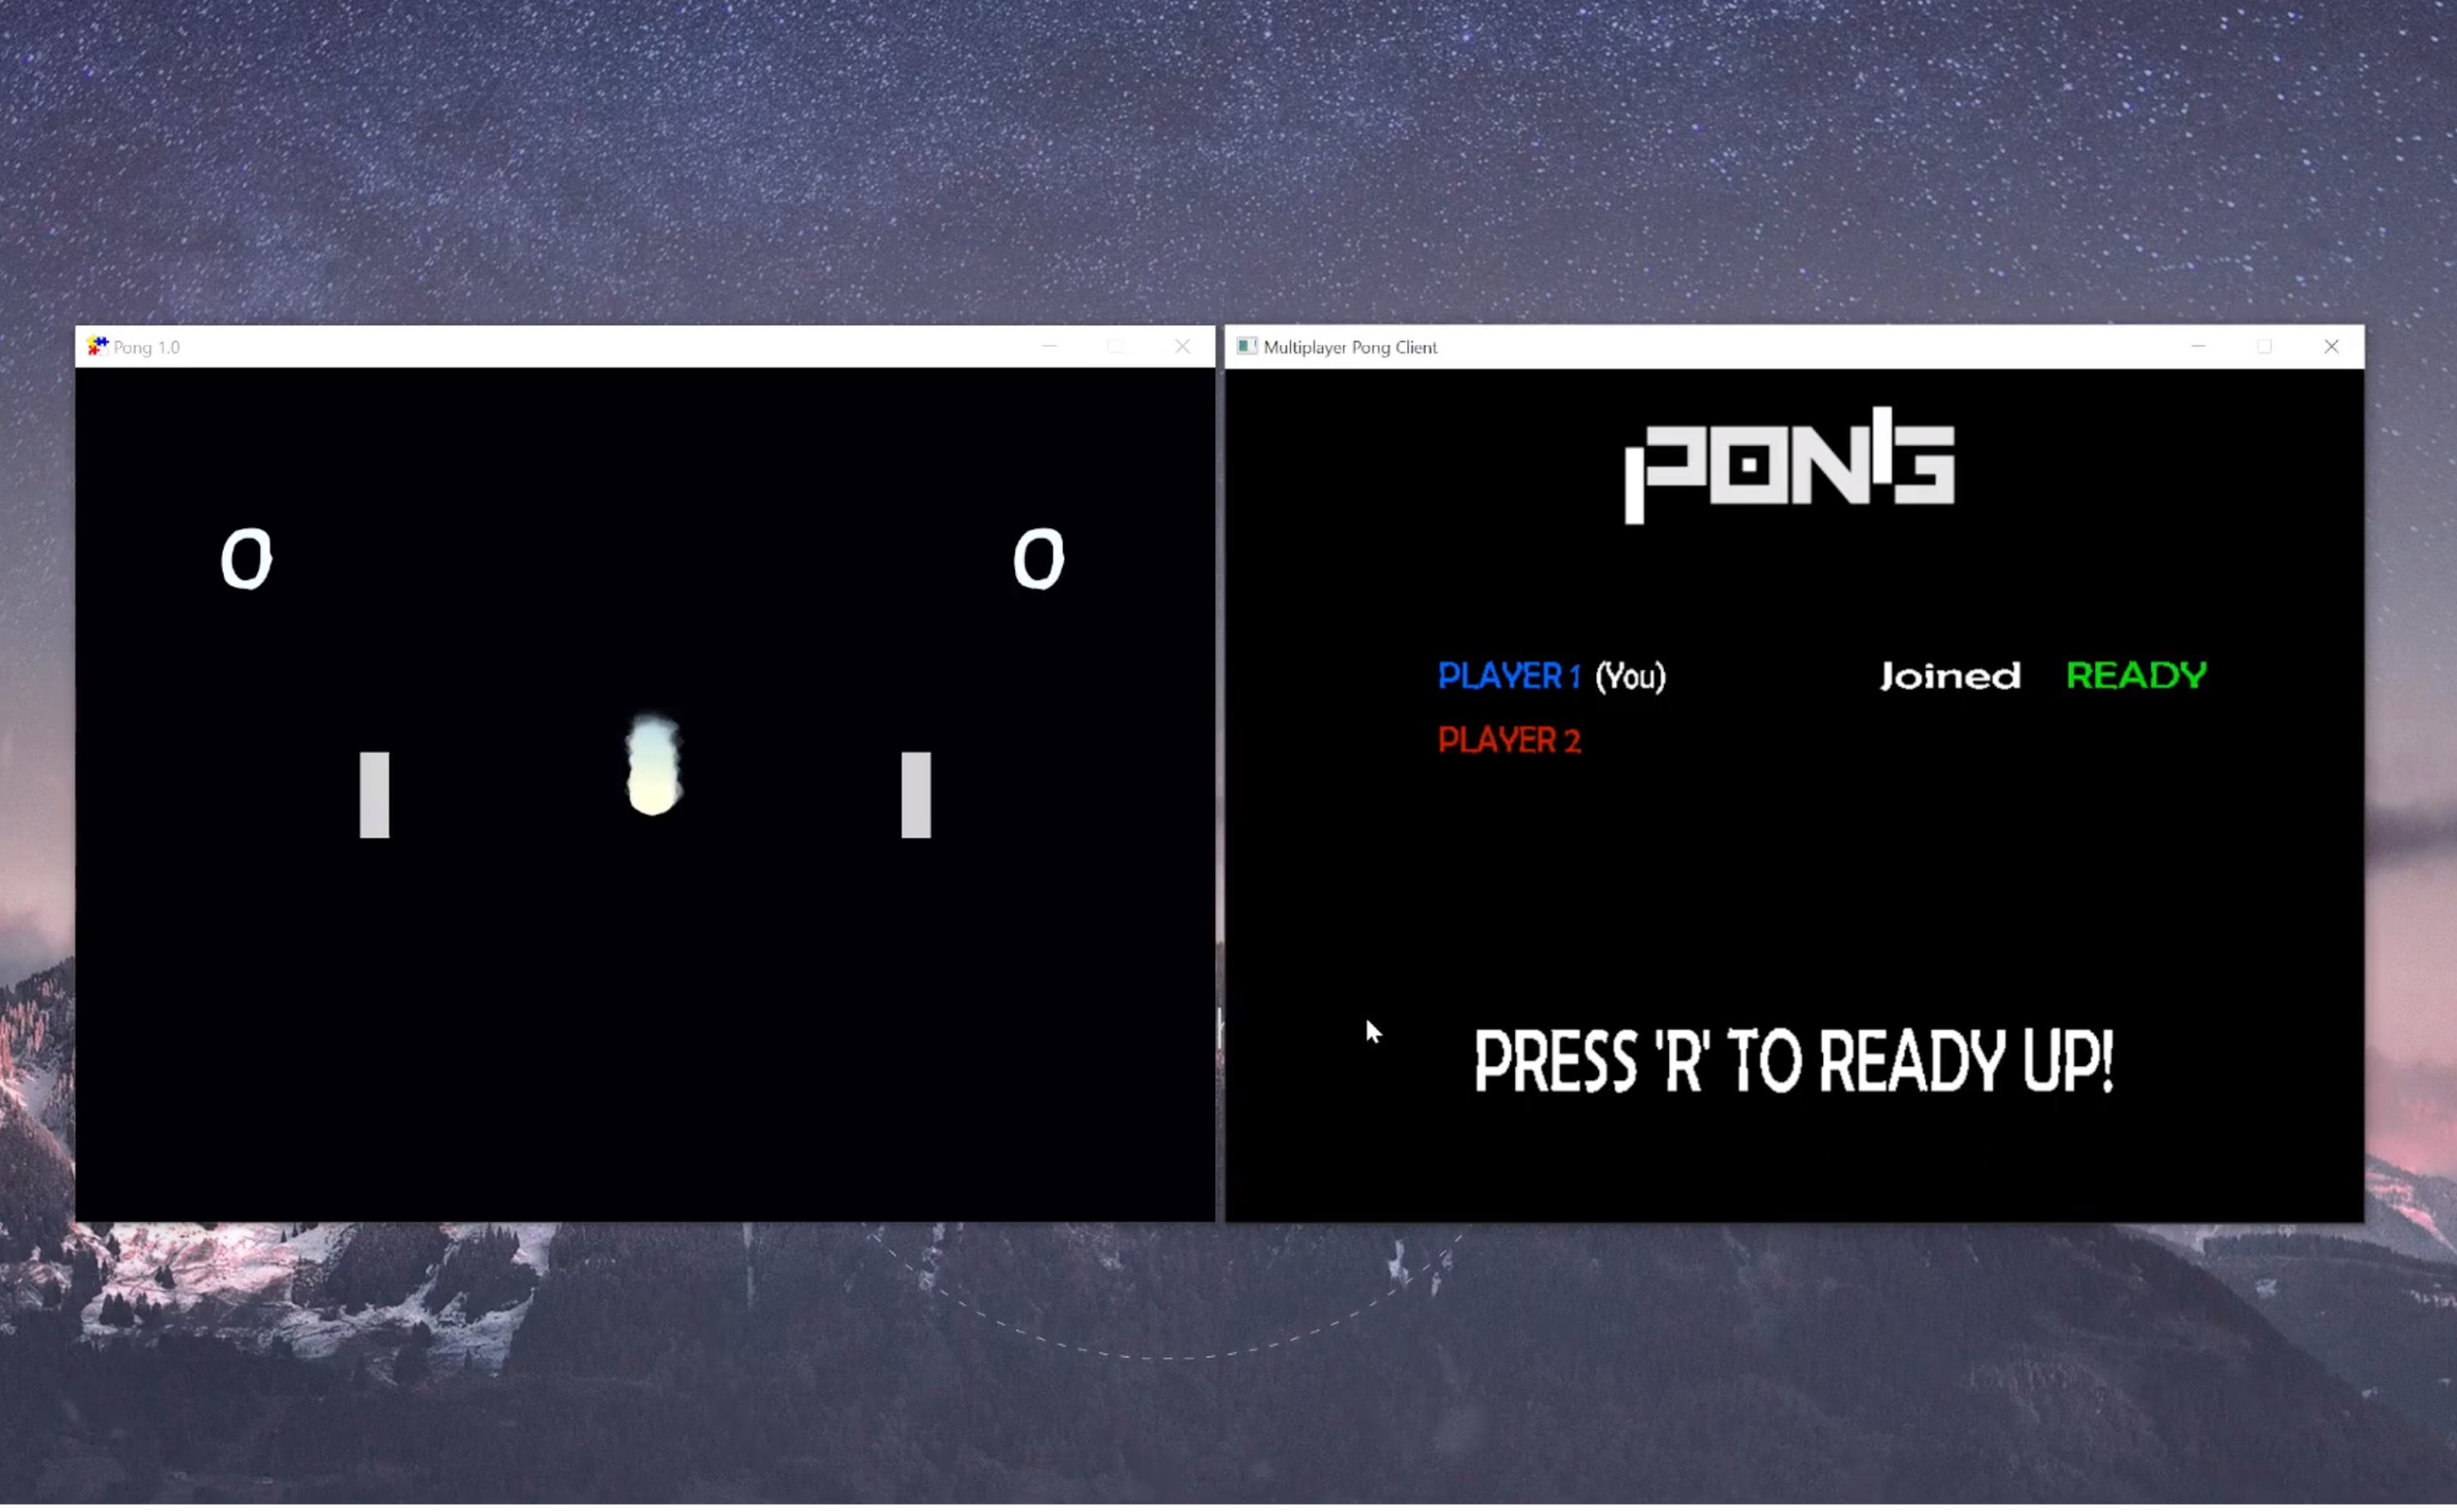 Pong 1.0
0 0
Multiplayer Pong Client
PONG
PLAYER 1 (You) Joined READY
PLAYER 2
PRESS 'R' TO READY UP!